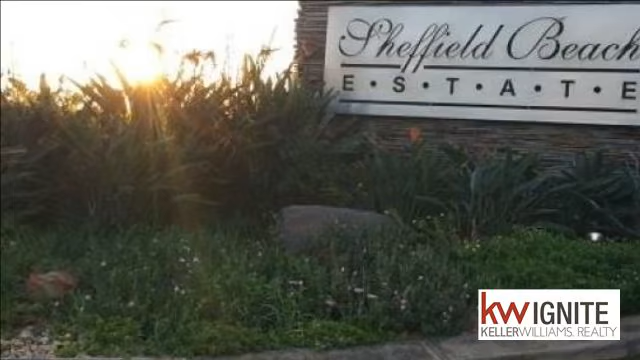 Sheffield Beach
E•S•T•A•T•E
kw IGNITE
KELLERWILLIAMS. REALTY